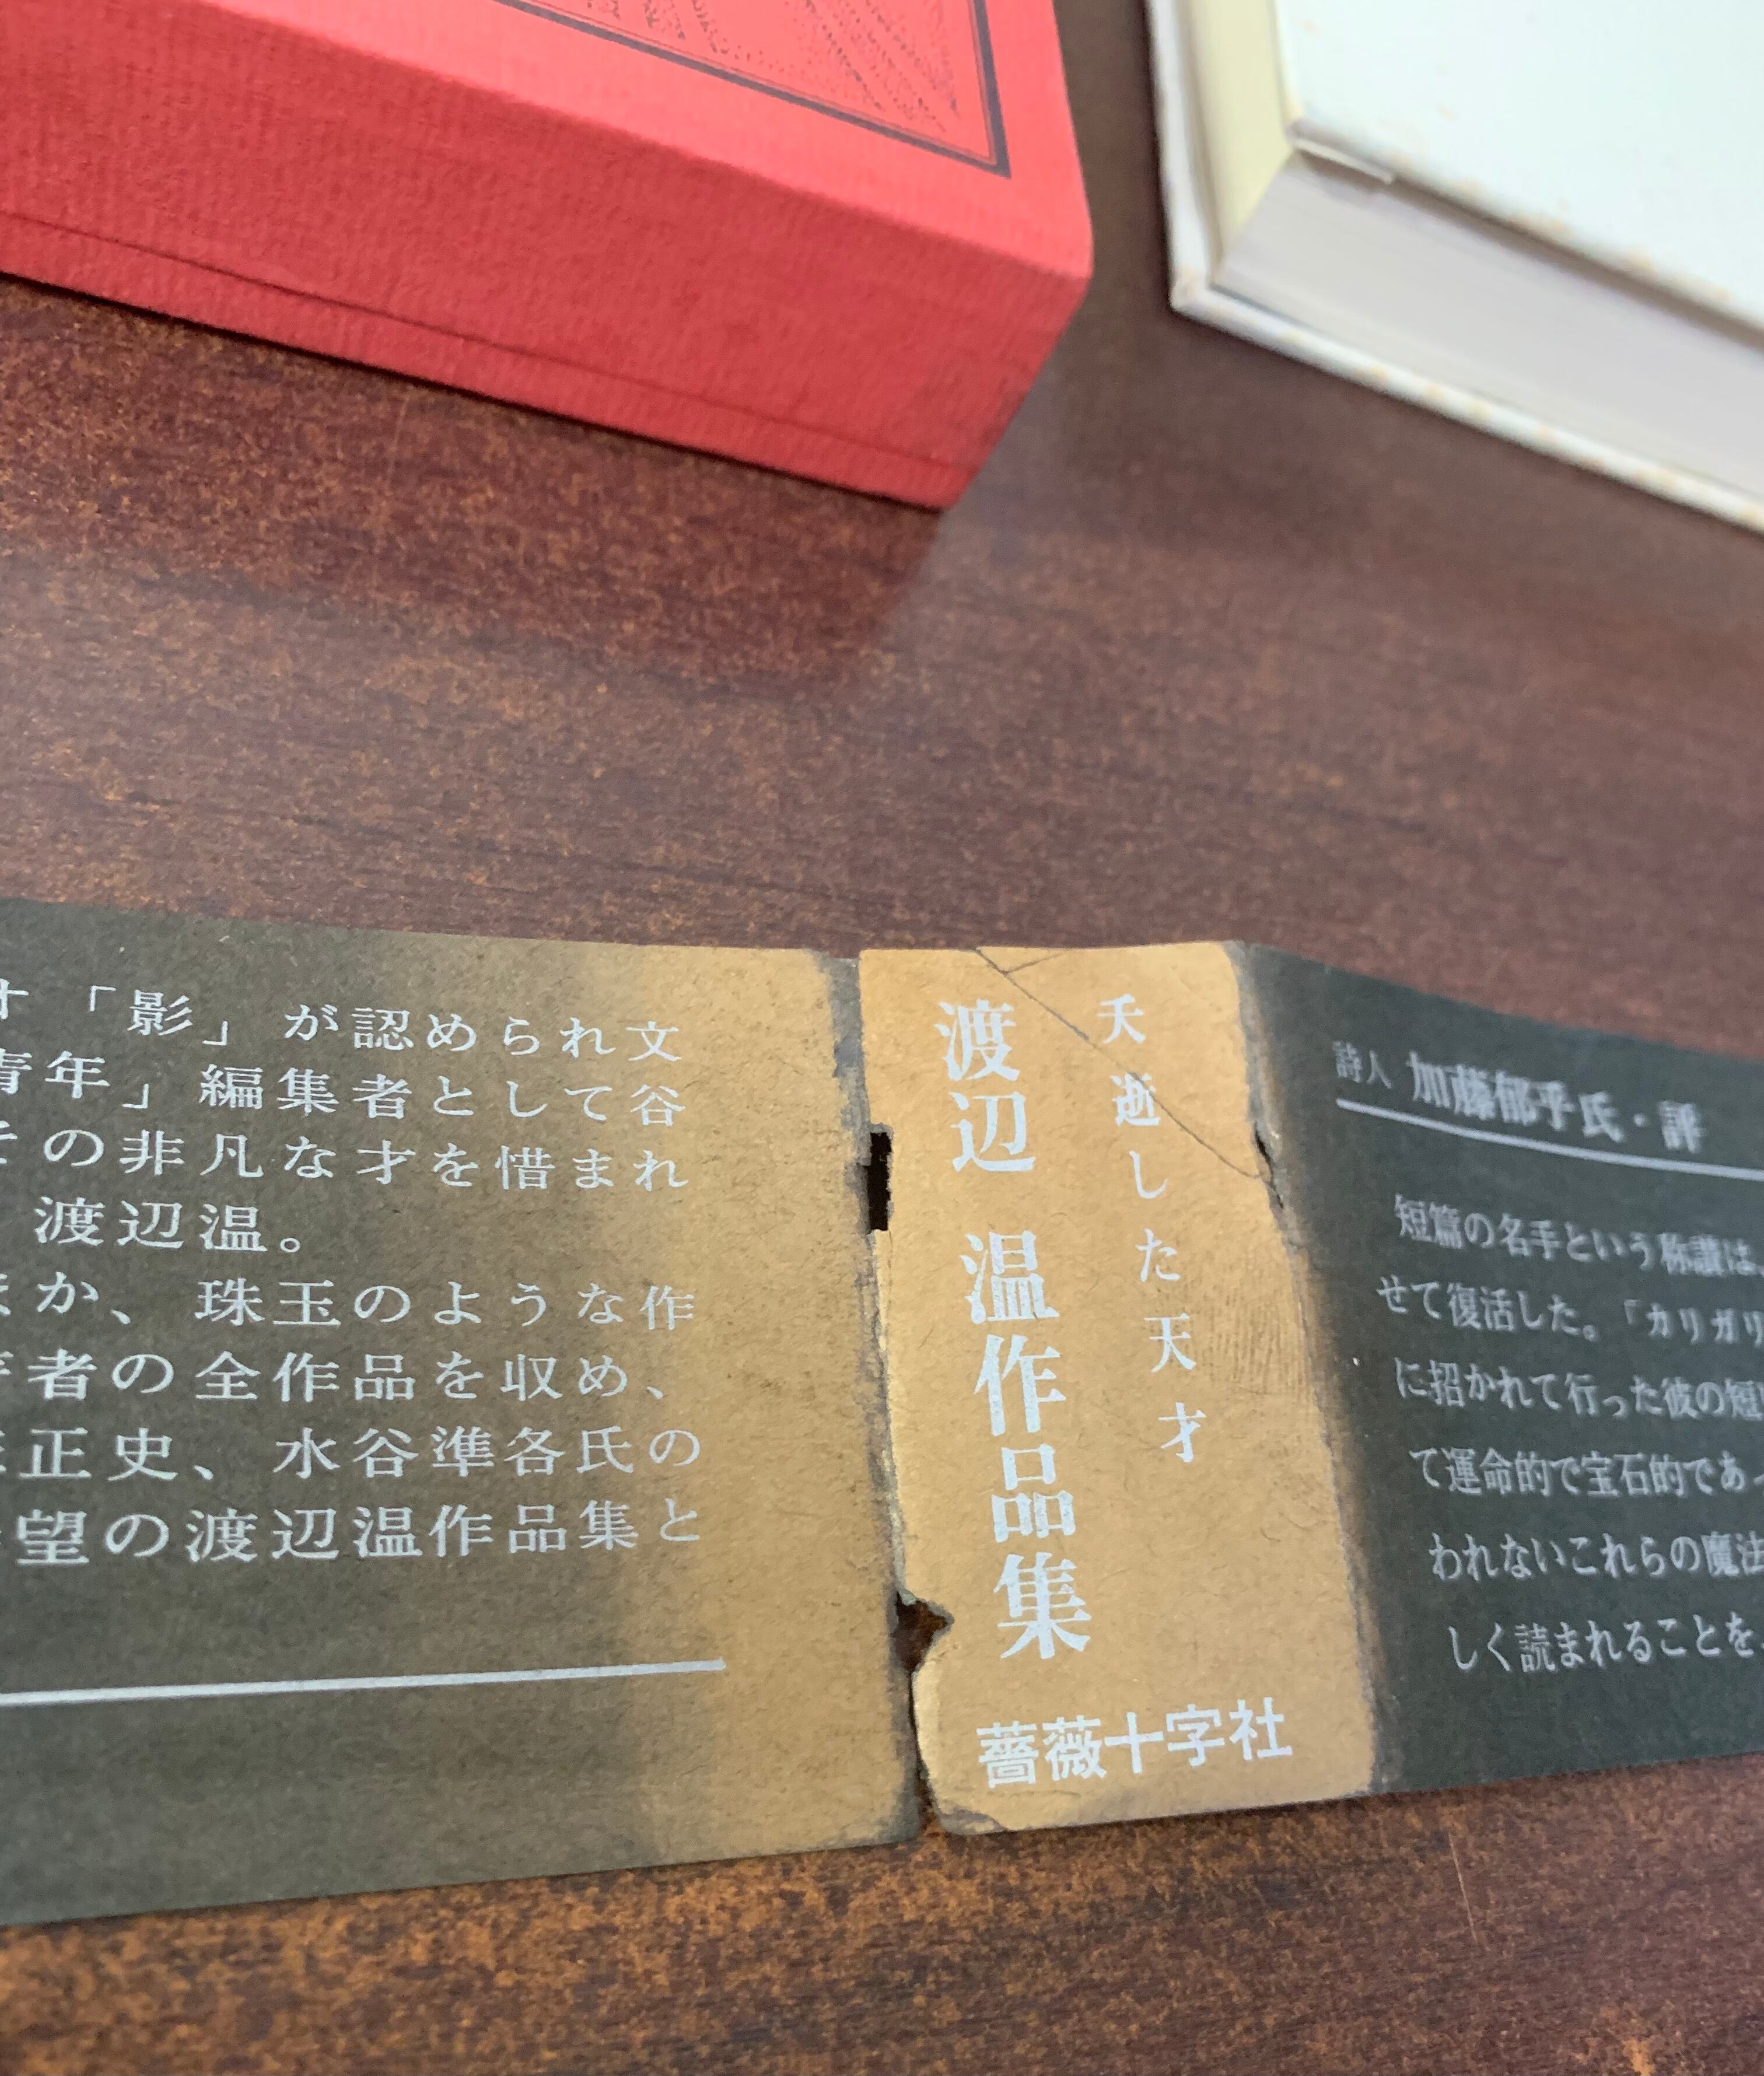 「影」が認められ文
青年」編集者として谷
の非凡な才を惜まれ
渡辺温。
か、珠玉のような作
者の全作品を収め、
正史、水谷準各氏の
望の渡辺温作品集と
夭逝した天才
渡辺 温作品集
薔薇十字社
詩人 加藤郁乎氏・評
短篇の名手という称讃は、
せて復活した。「カリガリ
に招かれて行った彼の短
て運命的で宝石的であっ
われないこれらの魔法
しく読まれることを